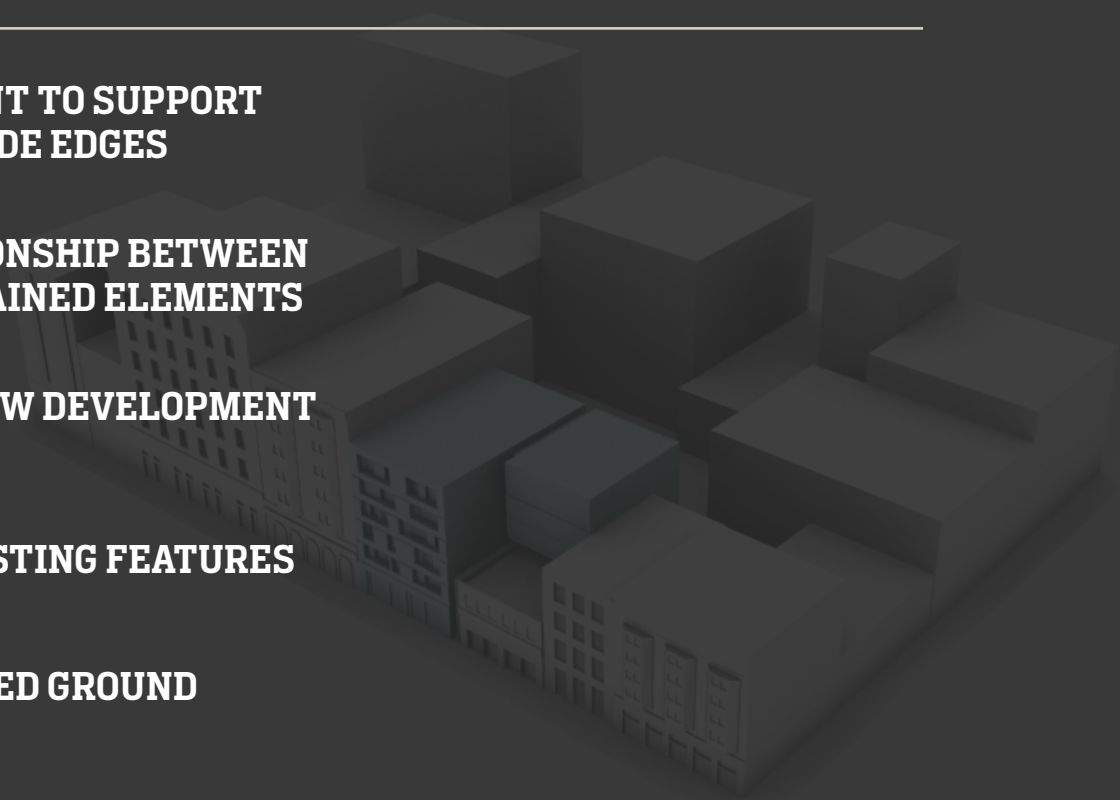 NT TO SUPPORT
DE EDGES
ONSHIP BETWEEN
AINED ELEMENTS
W DEVELOPMENT
STING FEATURES
ED GROUND